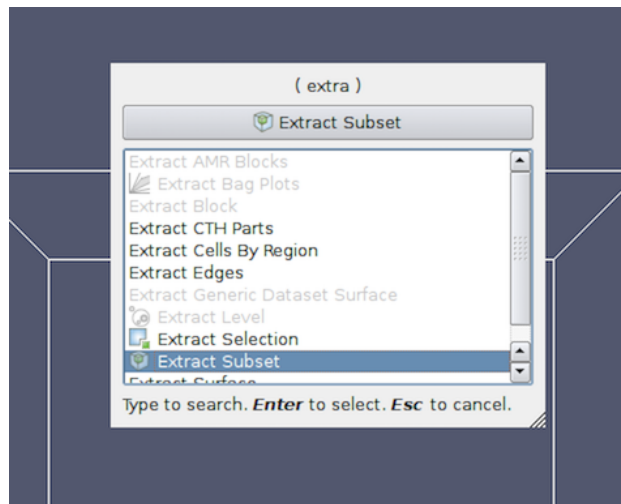 ( extra )
Extract Subset
Extract AMR Blocks
Extract Bag Plots
Extract Block
Extract CTH Parts
Extract Cells By Region
Extract Edges
Extract Generic Dataset Surface
Extract Level
Extract Selection
Extract Subset
Extract Surface
Type to search. Enter to select. Esc to cancel.